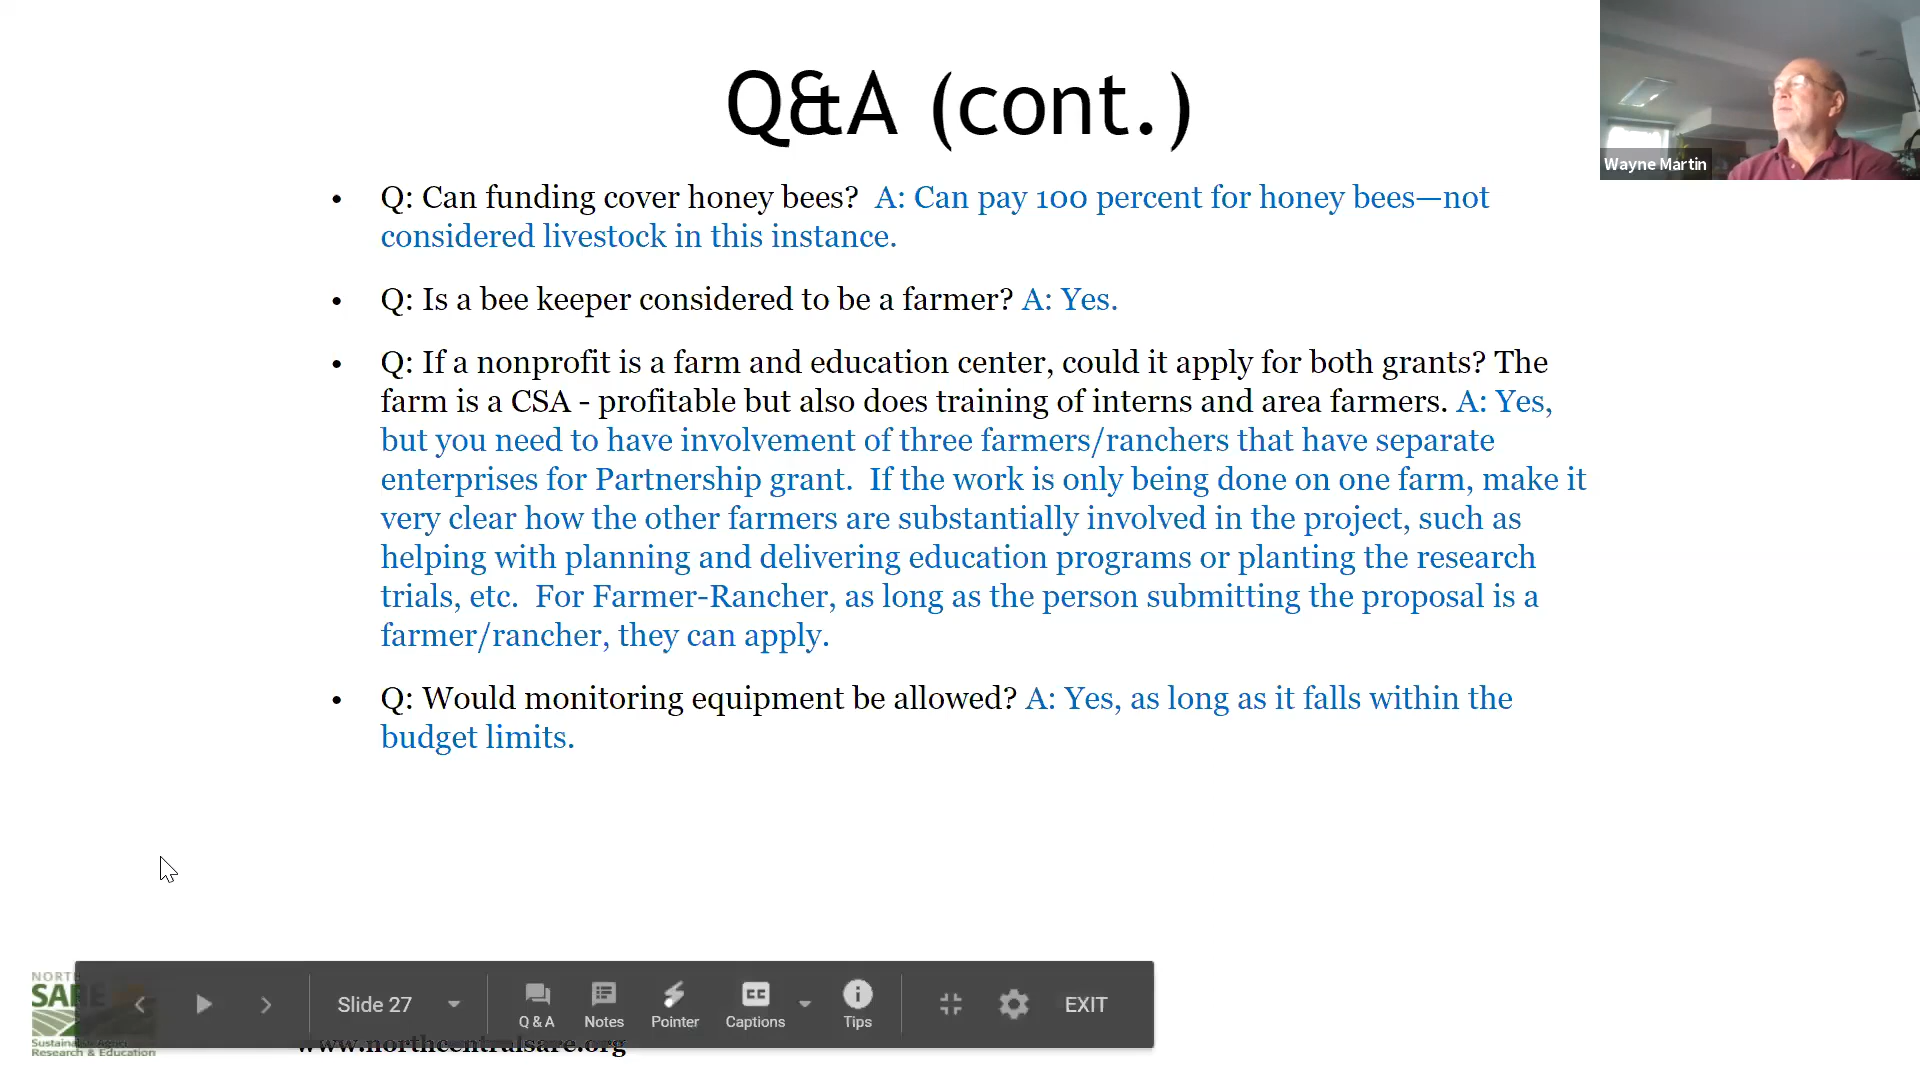 Q&A (cont.)
Wayne Martin
• Q: Can funding cover honey bees?  A: Can pay 100 percent for honey bees—not
considered livestock in this instance.
• Q: Is a bee keeper considered to be a farmer? A: Yes.
• Q: If a nonprofit is a farm and education center, could it apply for both grants? The
farm is a CSA - profitable but also does training of interns and area farmers. A: Yes,
but you need to have involvement of three farmers/ranchers that have separate
enterprises for Partnership grant.  If the work is only being done on one farm, make it
very clear how the other farmers are substantially involved in the project, such as
helping with planning and delivering education programs or planting the research
trials, etc.  For Farmer-Rancher, as long as the person submitting the proposal is a
farmer/rancher, they can apply.
• Q: Would monitoring equipment be allowed? A: Yes, as long as it falls within the
budget limits.
NORTH
SARE
Research & Education
Slide 27
Q & A
Notes
Pointer
CC
Captions
Tips
EXIT
www.northcentralsare.org